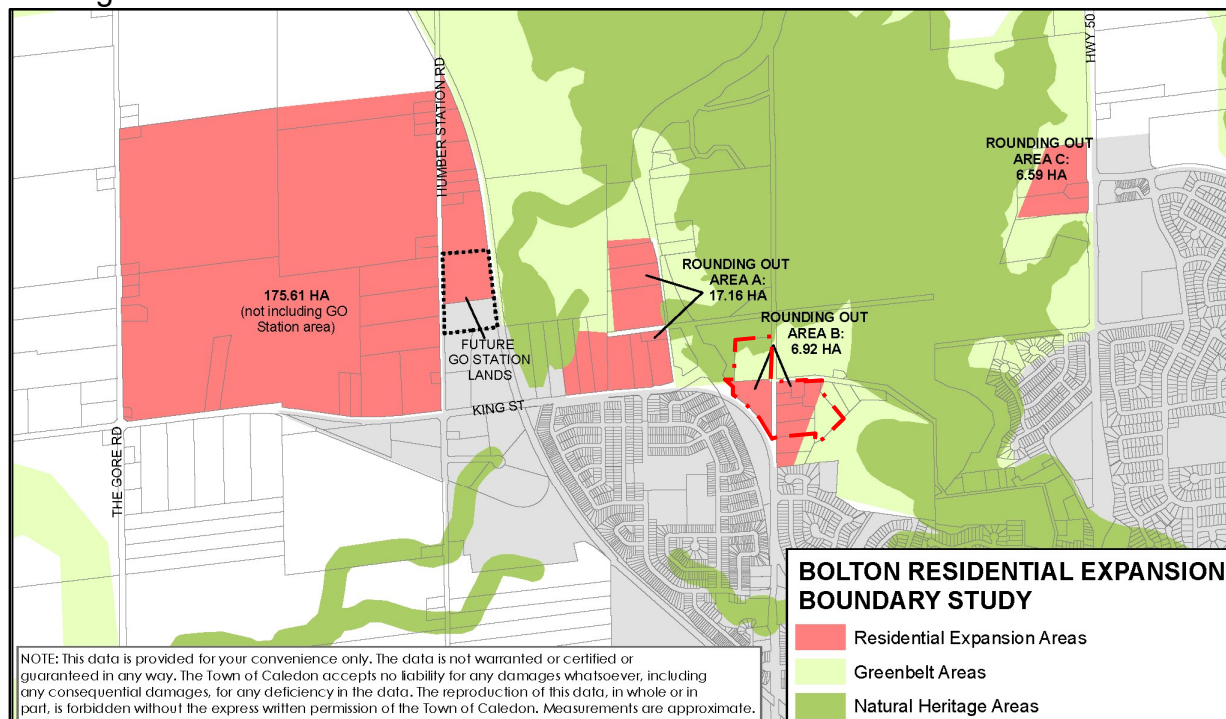 HUMBER STATION RD
HWY 50
ROUNDING OUT
AREA C:
6.59 HA
ROUNDING OUT
AREA A:
17.16 HA
175.61 HA
(not including GO
Station area)
ROUNDING OUT
AREA B:
6.92 HA
FUTURE
GO STATION
LANDS
KING ST
THE GORE RD
BOLTON RESIDENTIAL EXPANSION
BOUNDARY STUDY
Residential Expansion Areas
Greenbelt Areas
Natural Heritage Areas
NOTE: This data is provided for your convenience only. The data is not warranted or certified or
guaranteed in any way. The Town of Caledon accepts no liability for any damages whatsoever, including
any consequential damages, for any deficiency in the data. The reproduction of this data, in whole or in
part, is forbidden without the express written permission of the Town of Caledon. Measurements are approximate.